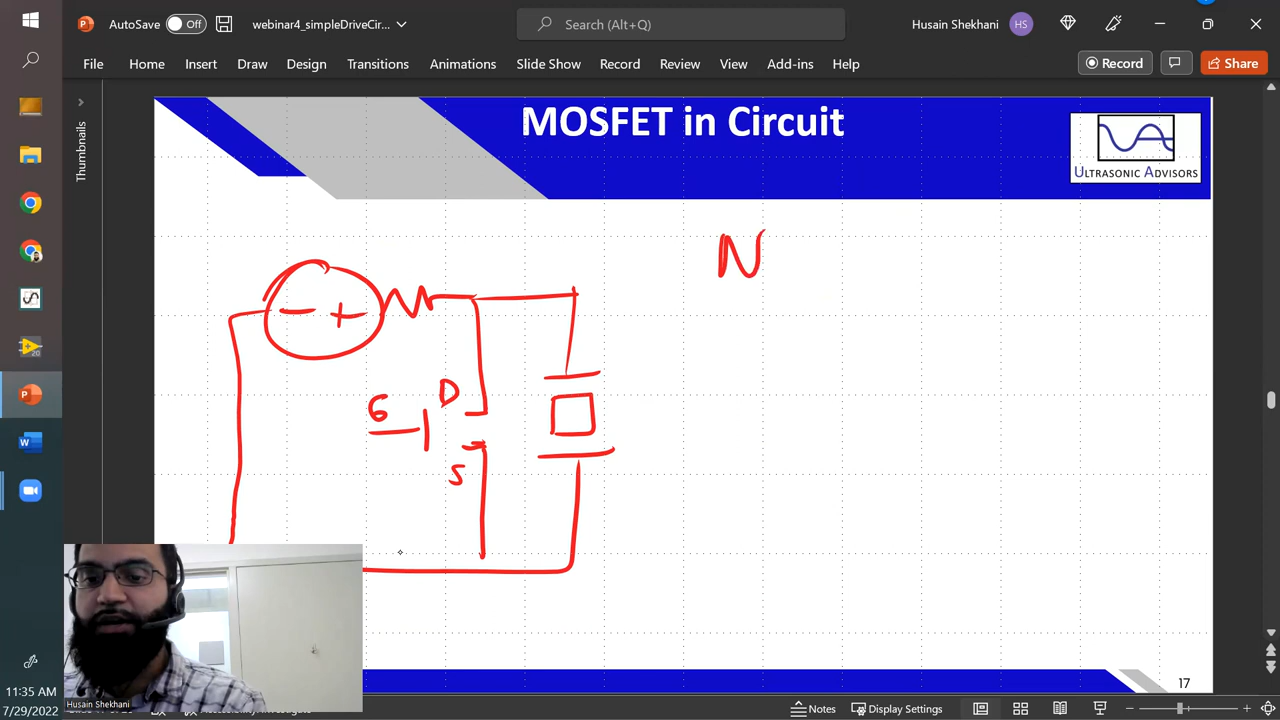 AutoSave Off webinar4_simpleDriveCir... Search (Alt+Q) Husain Shekhani HS
File Home Insert Draw Design Transitions Animations Slide Show Record Review View Add-ins Help Record Share
Thumbnails
MOSFET in Circuit
ULTRASONIC ADVISORS
N
- +
D
G
S
17
Husain Shekhani
11:35 AM
7/29/2022
Notes Display Settings